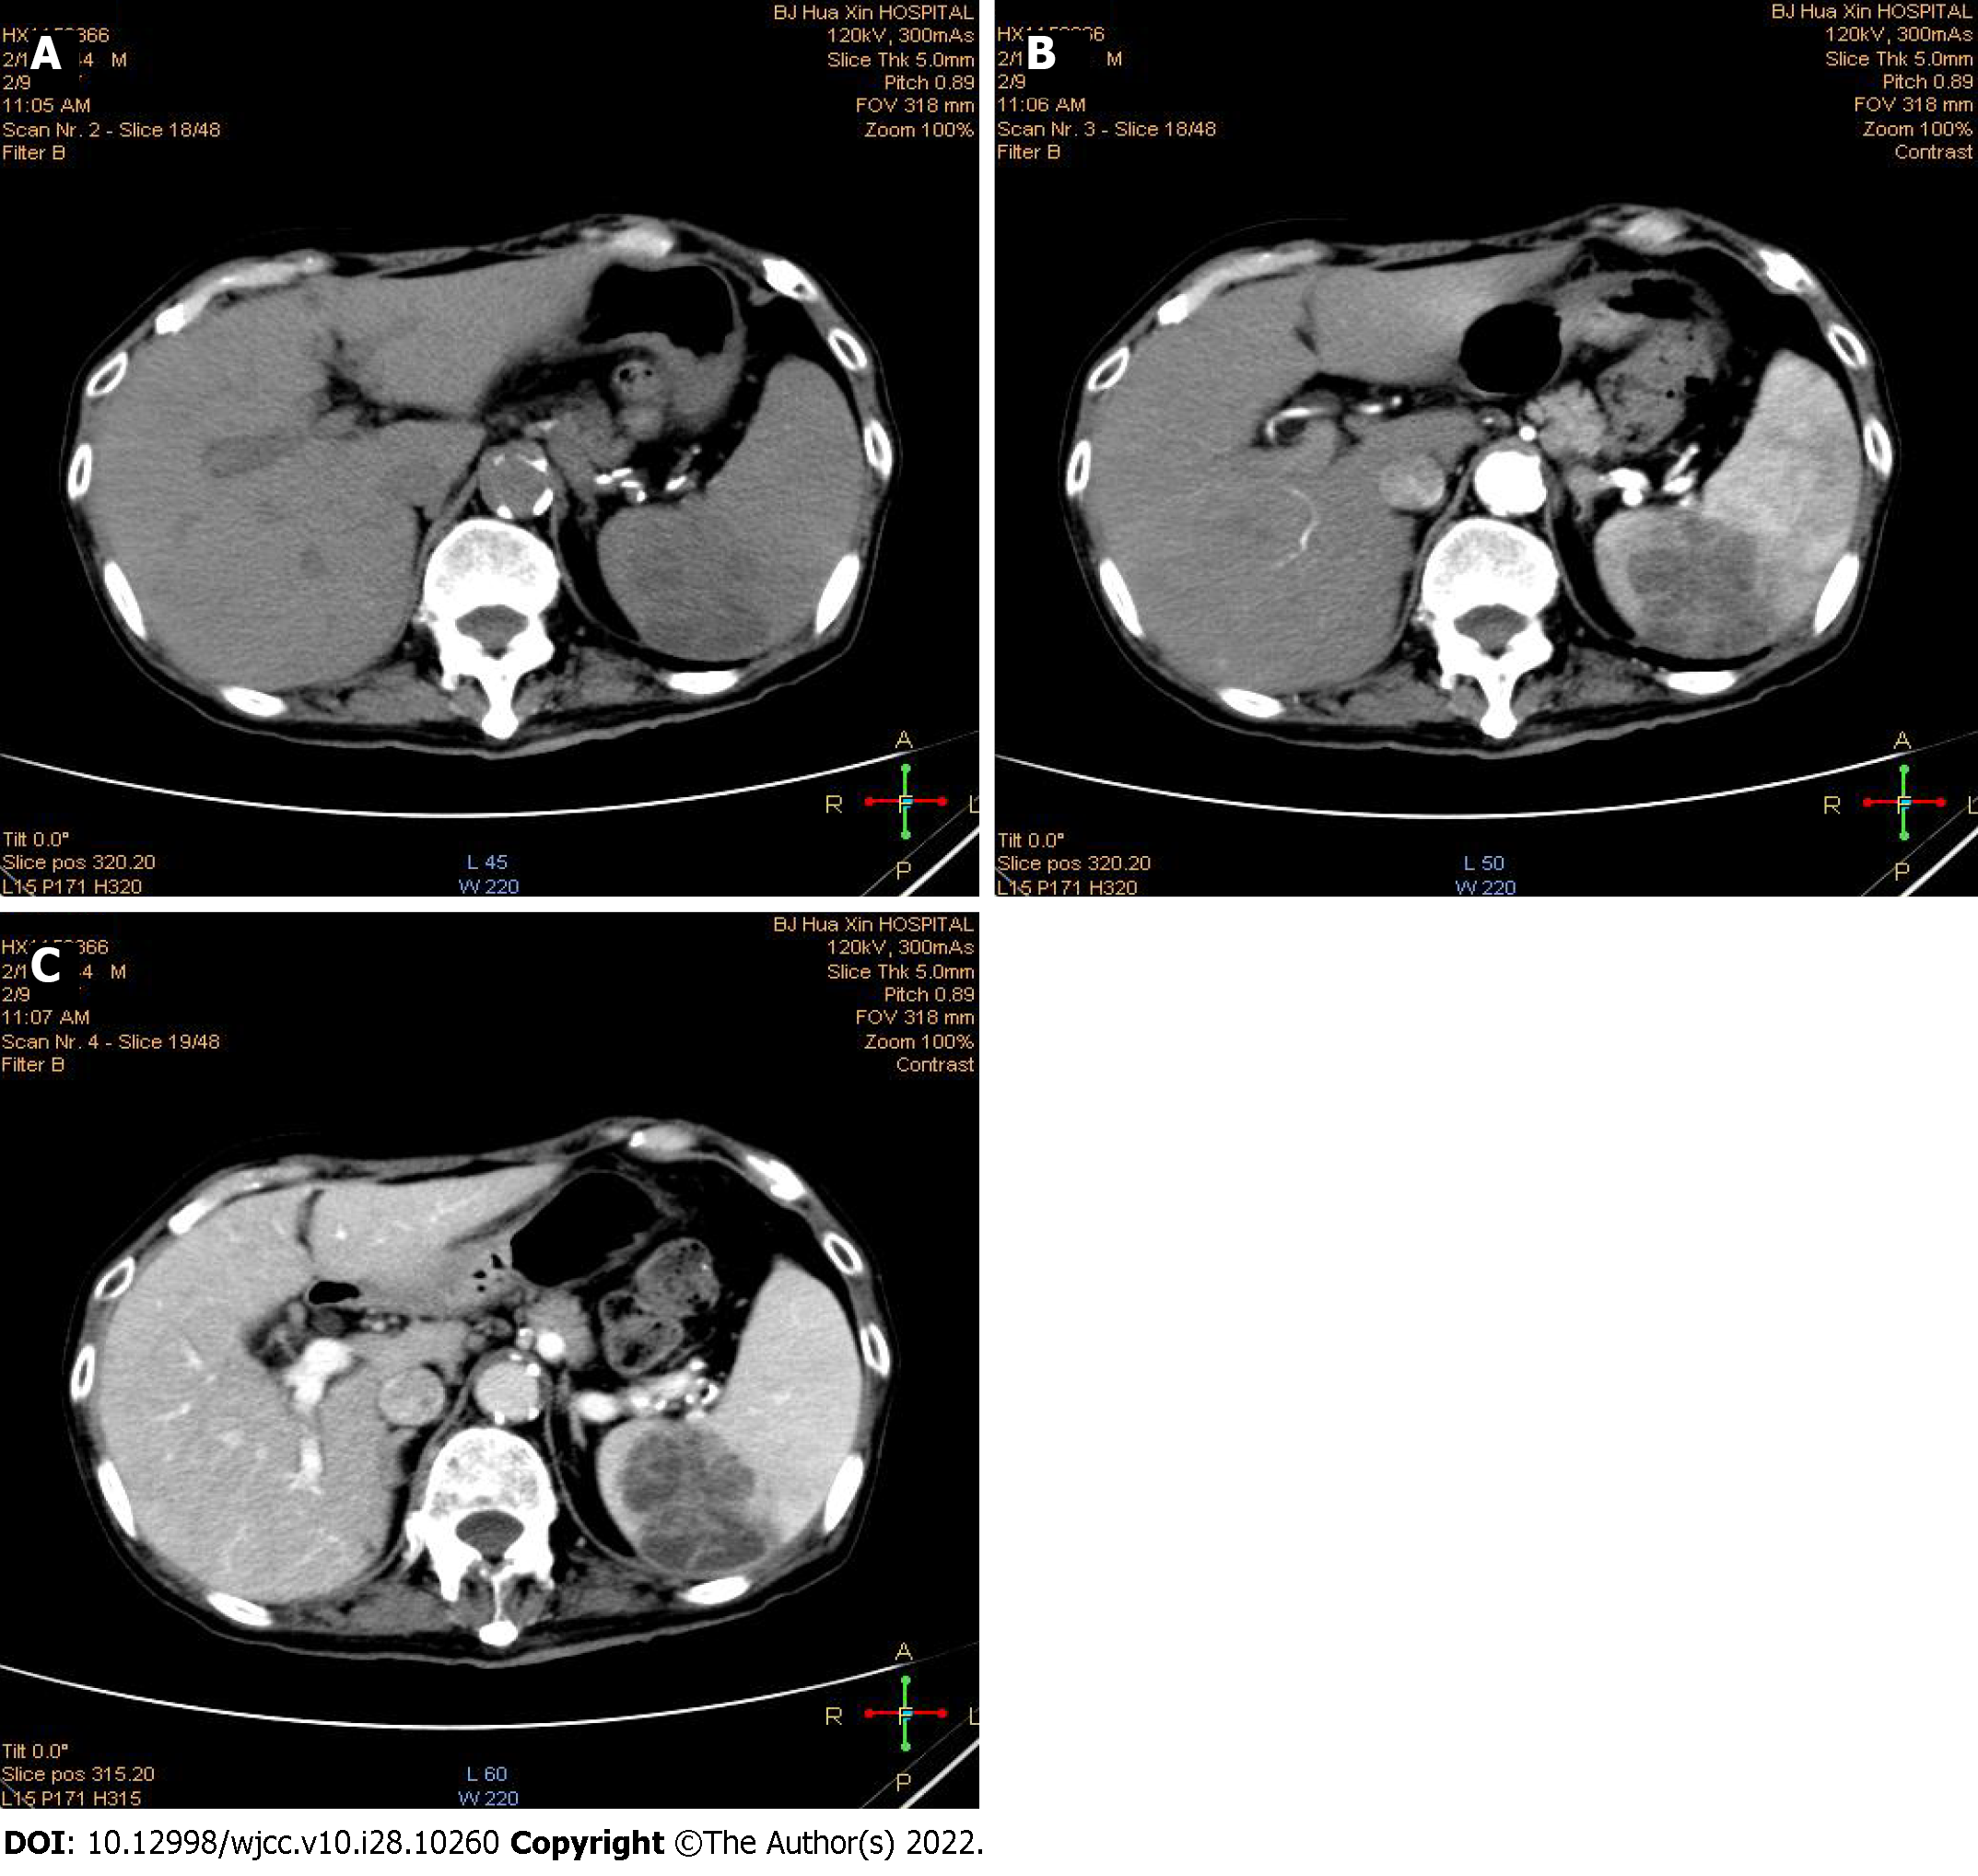 A
BJ Hua Xin HOSPITAL
120kV, 300mAs
Slice Thk 5.0mm
Pitch 0.89
FOV 318 mm
Zoom 100%
M
2/9
11:05 AM
Scan Nr. 2 - Slice 18/48
Filter B
A
R
L
F
P
Tilt 0.0°
Slice pos 320.20
L15 P171 H320
L 45
W 220
B
BJ Hua Xin HOSPITAL
120kV, 300mAs
Slice Thk 5.0mm
Pitch 0.89
FOV 318 mm
Zoom 100%
Contrast
M
2/9
11:06 AM
Scan Nr. 3 - Slice 18/48
Filter B
A
R
L
F
P
Tilt 0.0°
Slice pos 320.20
L15 P171 H320
L 50
W 220
C
BJ Hua Xin HOSPITAL
120kV, 300mAs
Slice Thk 5.0mm
Pitch 0.89
FOV 318 mm
Zoom 100%
Contrast
M
2/9
11:07 AM
Scan Nr. 4 - Slice 19/48
Filter B
A
R
L
F
P
Tilt 0.0°
Slice pos 315.20
L15 P171 H315
L 60
W 220
DOI: 10.12998/wjcc.v10.i28.10260 Copyright ©The Author(s) 2022.